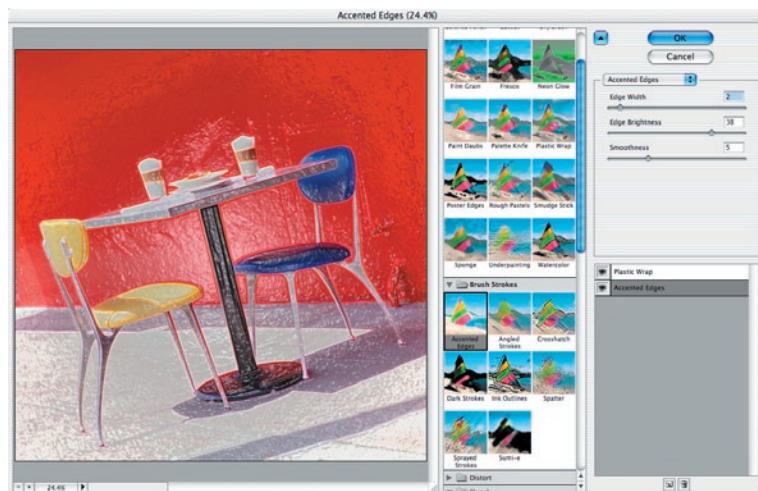 Accented Edges (24.4%)
Film Grain Fresco Neon Glow
Paint Daubs Palette Knife Plastic Wrap
Poster Edges Rough Pastels Smudge Stick
Sponge Underpainting Watercolor
Brush Strokes
Accented Edges Angled Strokes Crosshatch
Dark Strokes Ink Outlines Spatter
Sprayed Strokes Sumi-e
Distort
OK
Cancel
Accented Edges
Edge Width 2
Edge Brightness 38
Smoothness 5
Plastic Wrap
Accented Edges
24.4%